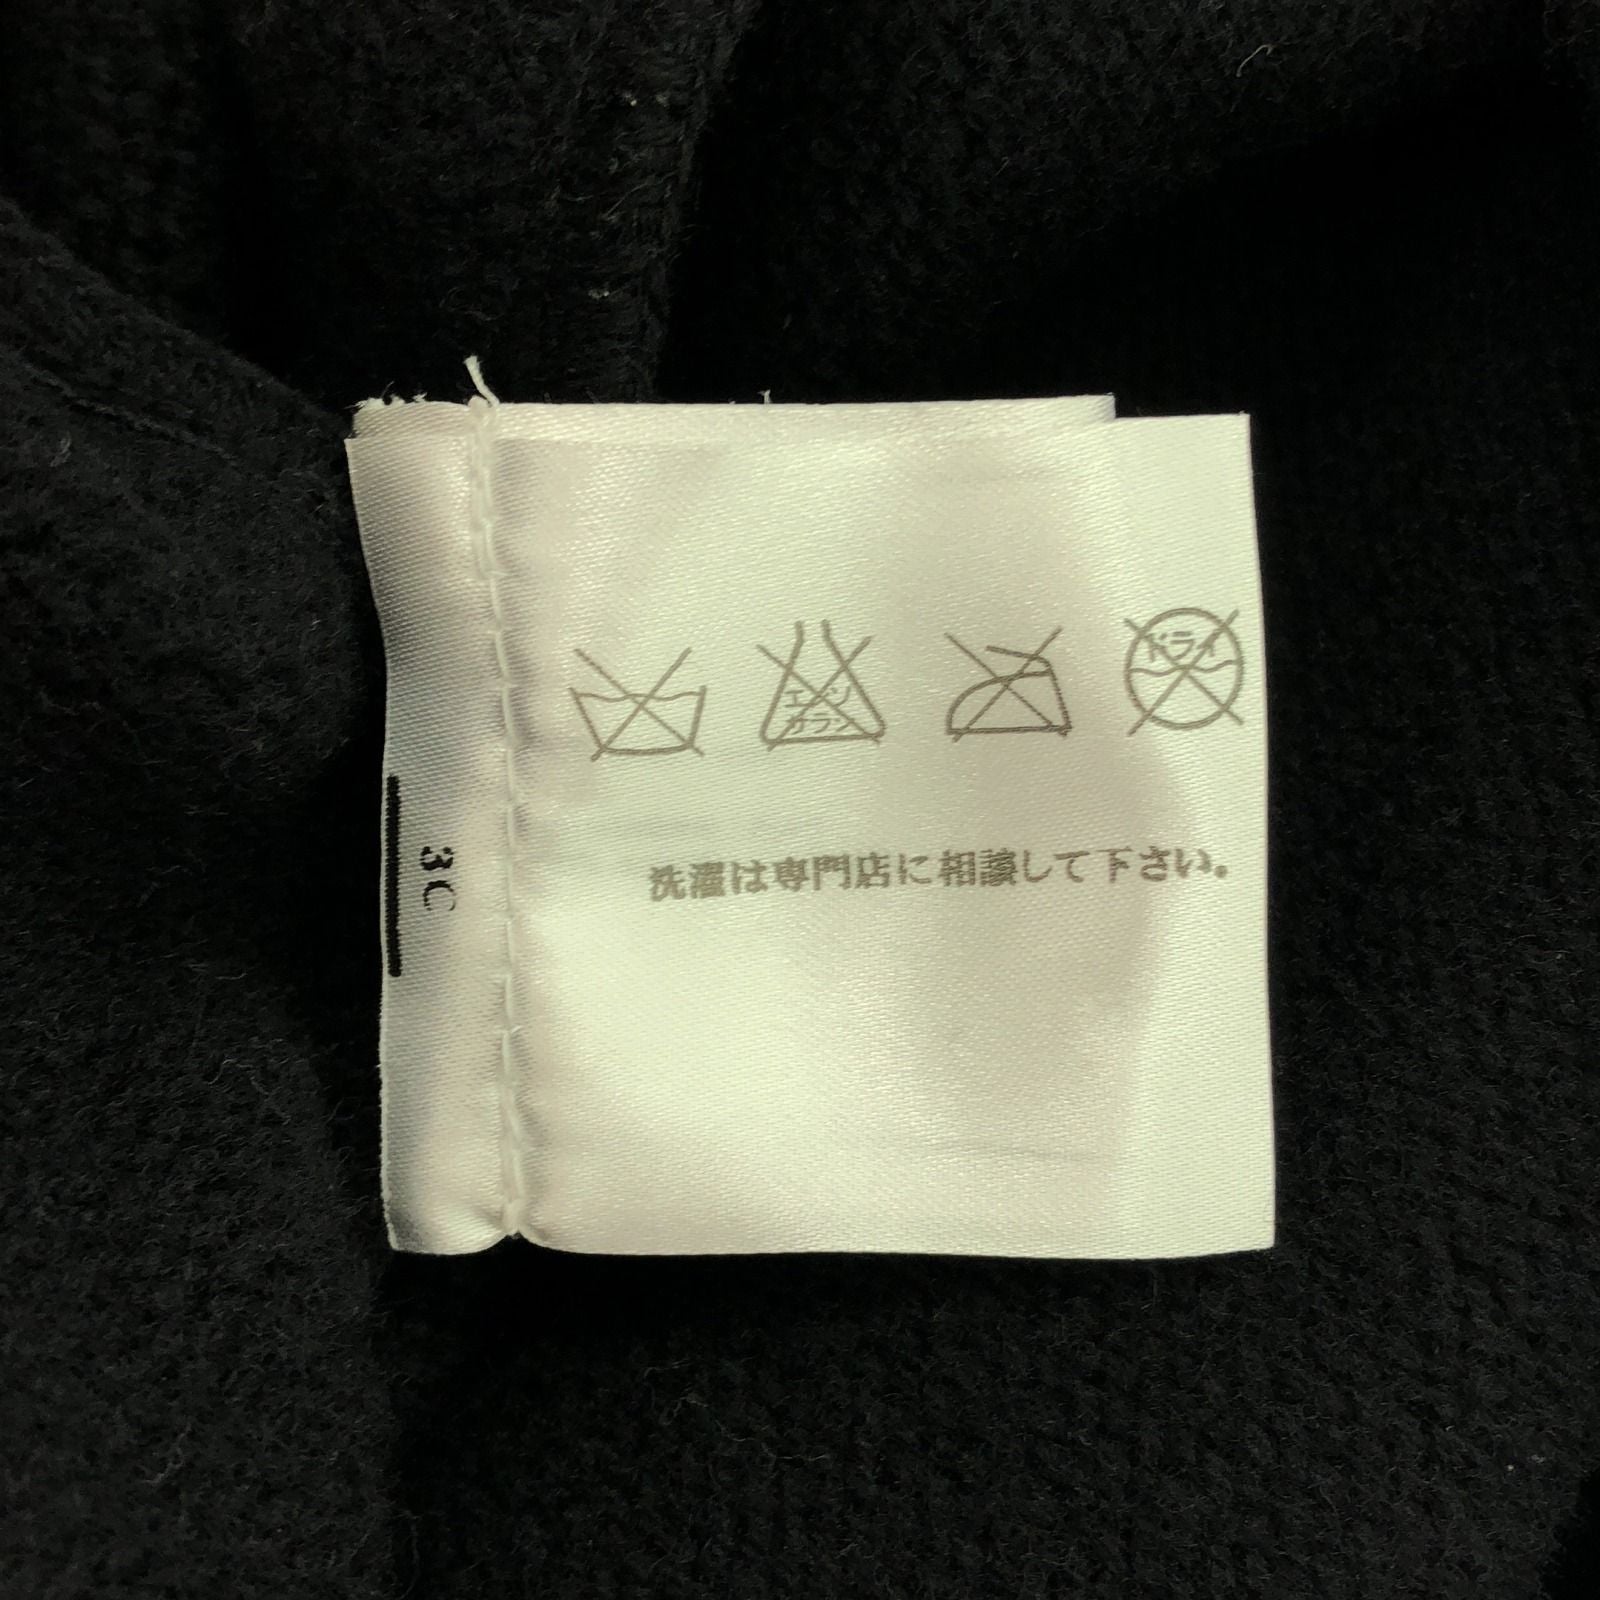 エンソ
サラシ
ドライ
洗濯は専門店に相談して下さい。
3C